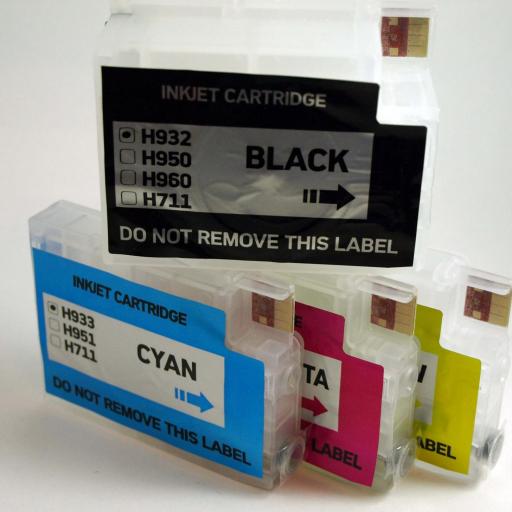 INKJET CARTRIDGE
H932
H950
H960
H711
BLACK
DO NOT REMOVE THIS LABEL
INKJET CARTRIDGE
H933
H951
H711
CYAN
DO NOT REMOVE THIS LABEL
TA
LABEL
ABEL